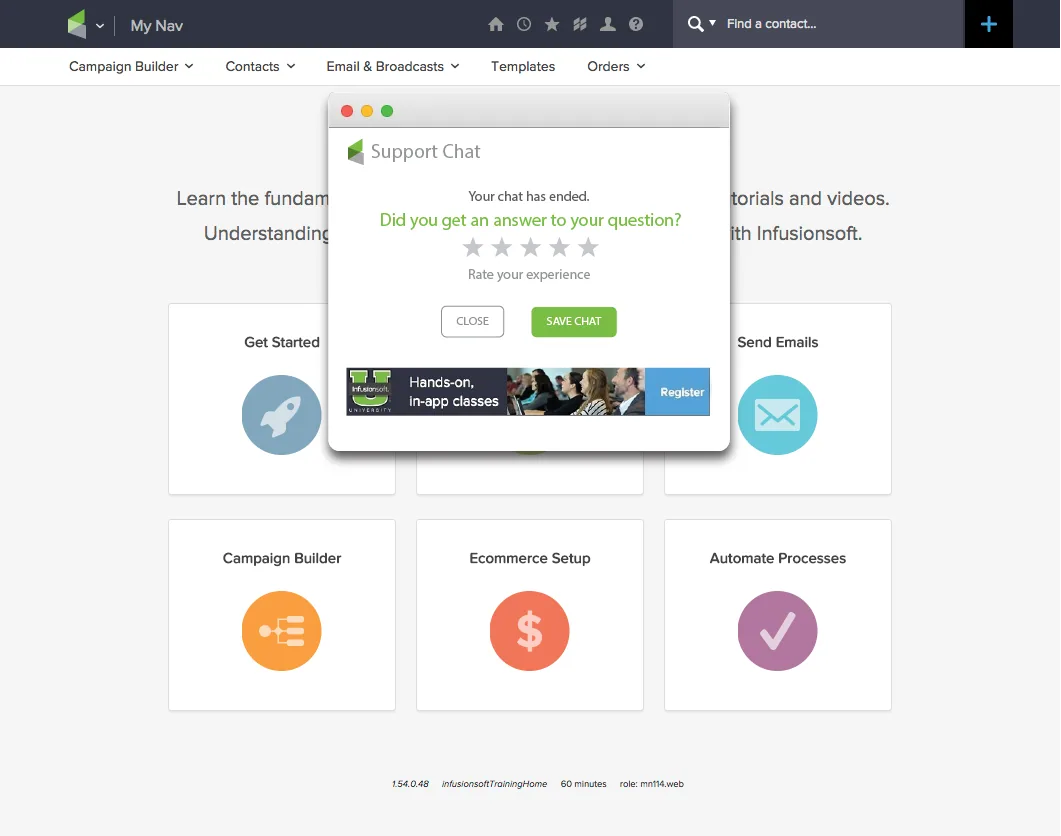 My Nav
Find a contact...
Campaign Builder
Contacts
Email & Broadcasts
Templates
Orders
Support Chat
Your chat has ended.
Did you get an answer to your question?
Rate your experience
CLOSE
SAVE CHAT
Infusionsoft.
UNIVERSITY
Hands-on,
in-app classes
Register
Learn the fundam
torials and videos.
Understanding
ith Infusionsoft.
Get Started
Send Emails
Campaign Builder
Ecommerce Setup
$
Automate Processes
1.54.0.48 infusionsoftTrainingHome 60 minutes role: mn114.web